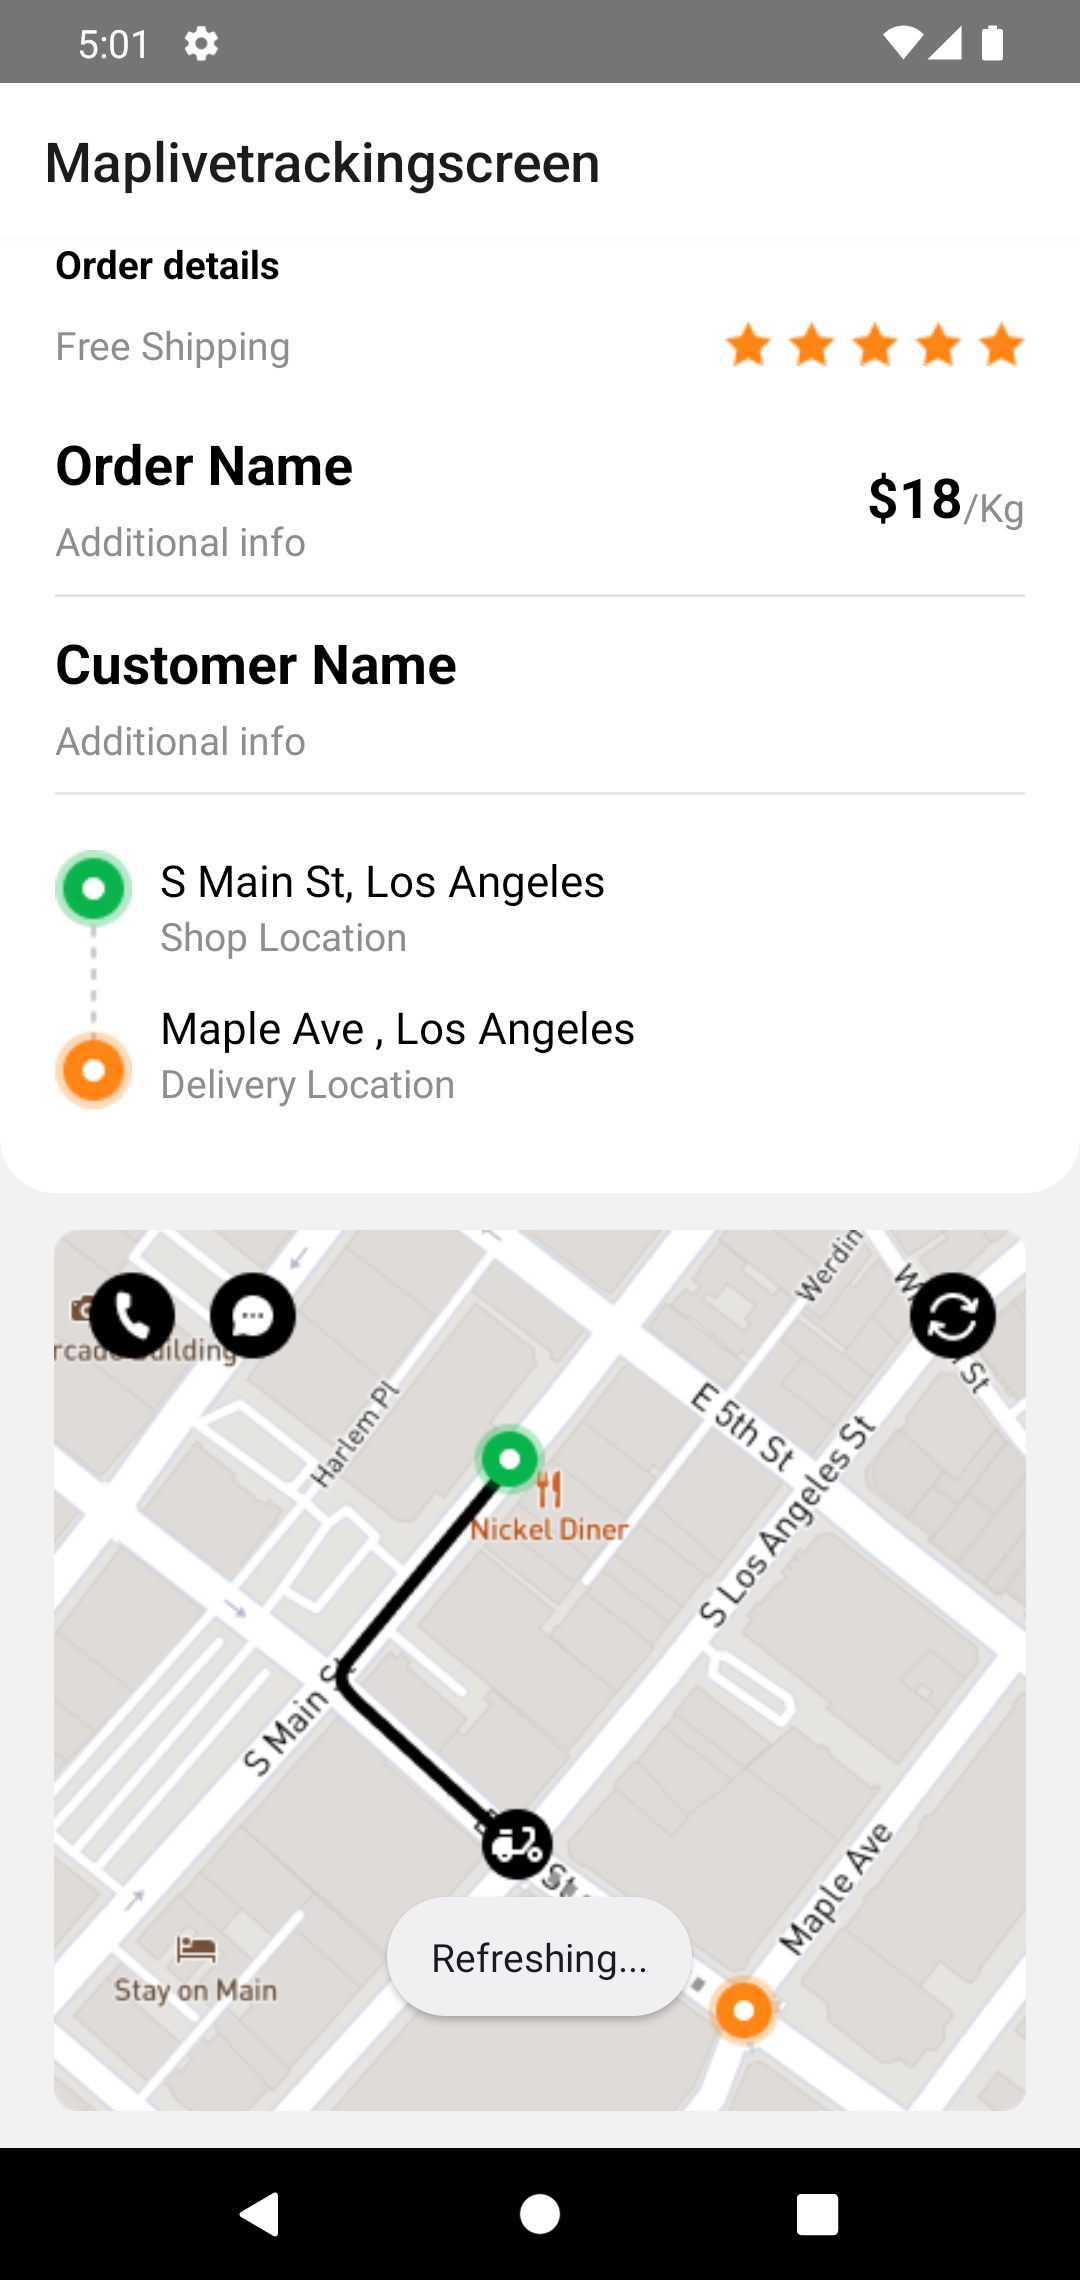 5:01
Maplivetrackingscreen
Order details
Free Shipping
Order Name
$18/Kg
Additional info
Customer Name
Additional info
S Main St, Los Angeles
Shop Location
Maple Ave , Los Angeles
Delivery Location
Werdin
St
Harlem Pl
E 5th St
S Los Angeles St
Nickel Diner
S Main St
Maple Ave
St
Refreshing...
Stay on Main